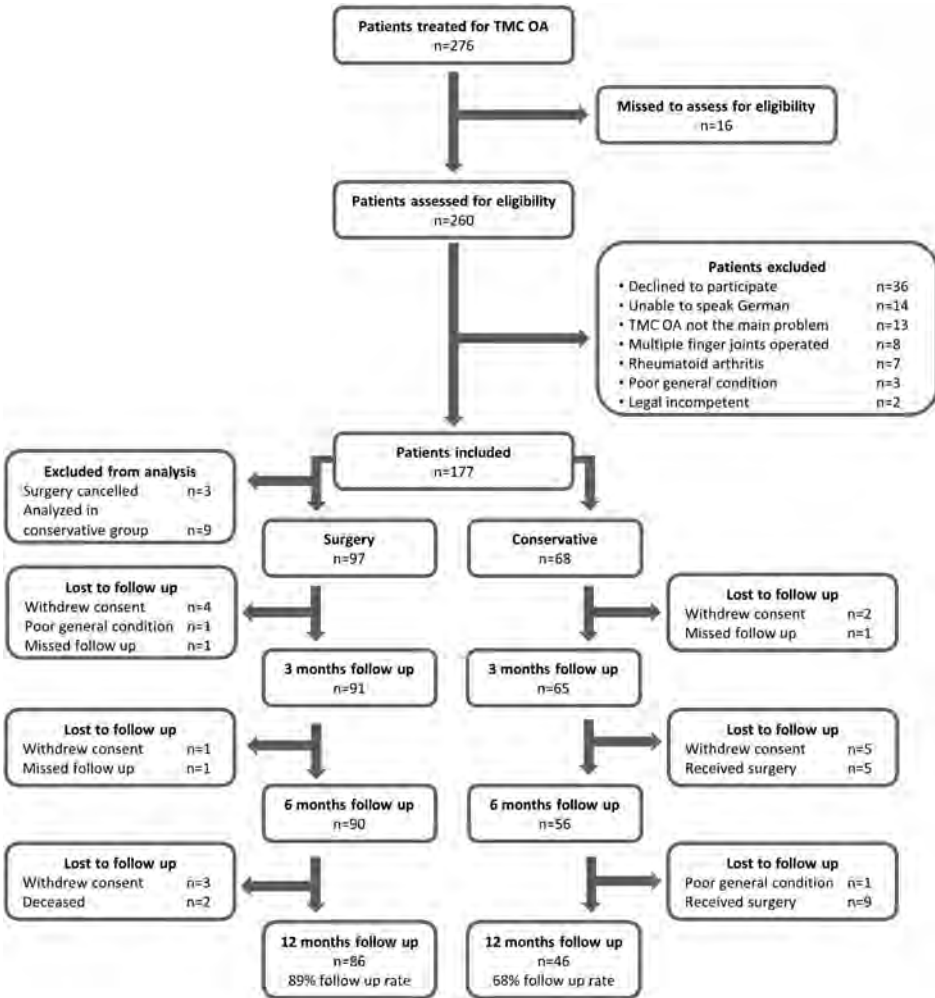 Patients treated for TMC OA
n=276
Missed to assess for eligibility
n=16
Patients assessed for eligibility
n=260
Patients excluded
• Declined to participate n=36
• Unable to speak German n=14
• TMC OA not the main problem n=13
• Multiple finger joints operated n=8
• Rheumatoid arthritis n=7
• Poor general condition n=3
• Legal incompetent n=2
Patients included
n=177
Excluded from analysis
Surgery cancelled n=3
Analyzed in
conservative group n=9
Surgery
n=97
Conservative
n=68
Lost to follow up
Withdrew consent n=4
Poor general condition n=1
Missed follow up n=1
Lost to follow up
Withdrew consent n=2
Missed follow up n=1
3 months follow up
n=91
3 months follow up
n=65
Lost to follow up
Withdrew consent n=1
Missed follow up n=1
Lost to follow up
Withdrew consent n=5
Received surgery n=5
6 months follow up
n=90
6 months follow up
n=56
Lost to follow up
Withdrew consent n=3
Deceased n=2
Lost to follow up
Poor general condition n=1
Received surgery n=9
12 months follow up
n=86
89% follow up rate
12 months follow up
n=46
68% follow up rate